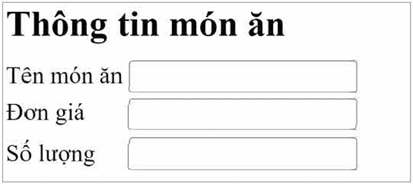 Thông tin món ăn
Tên món ăn
Đơn giá
Số lượng